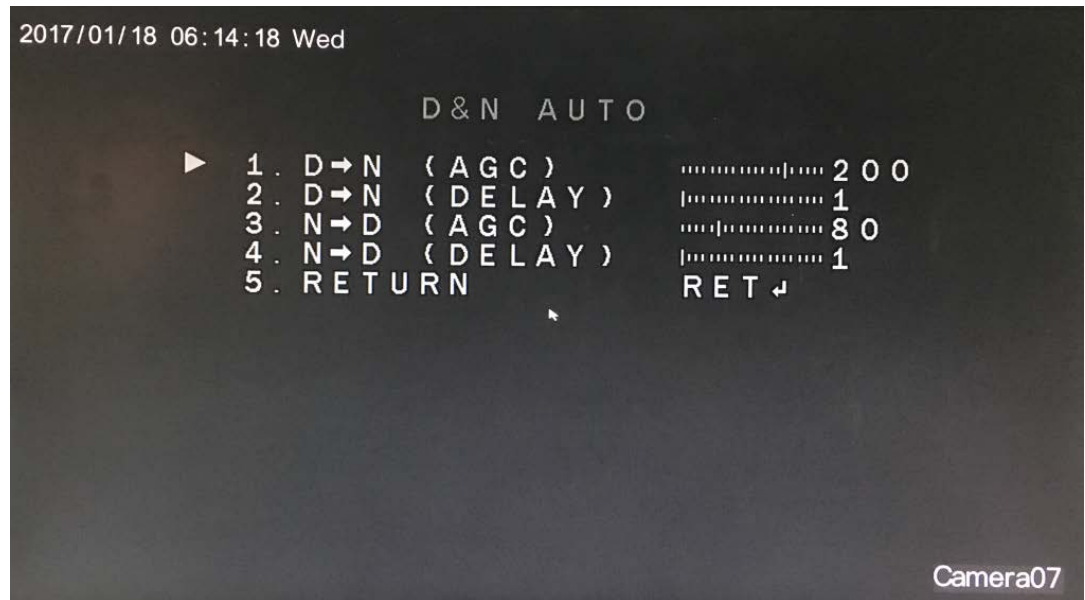 2017/01/18 06:14:18 Wed
D&N AUTO
1. D➡N (AGC) 200
2. D➡N (DELAY) 1
3. N➡D (AGC) 80
4. N➡D (DELAY) 1
5. RETURN RET↲
Camera07